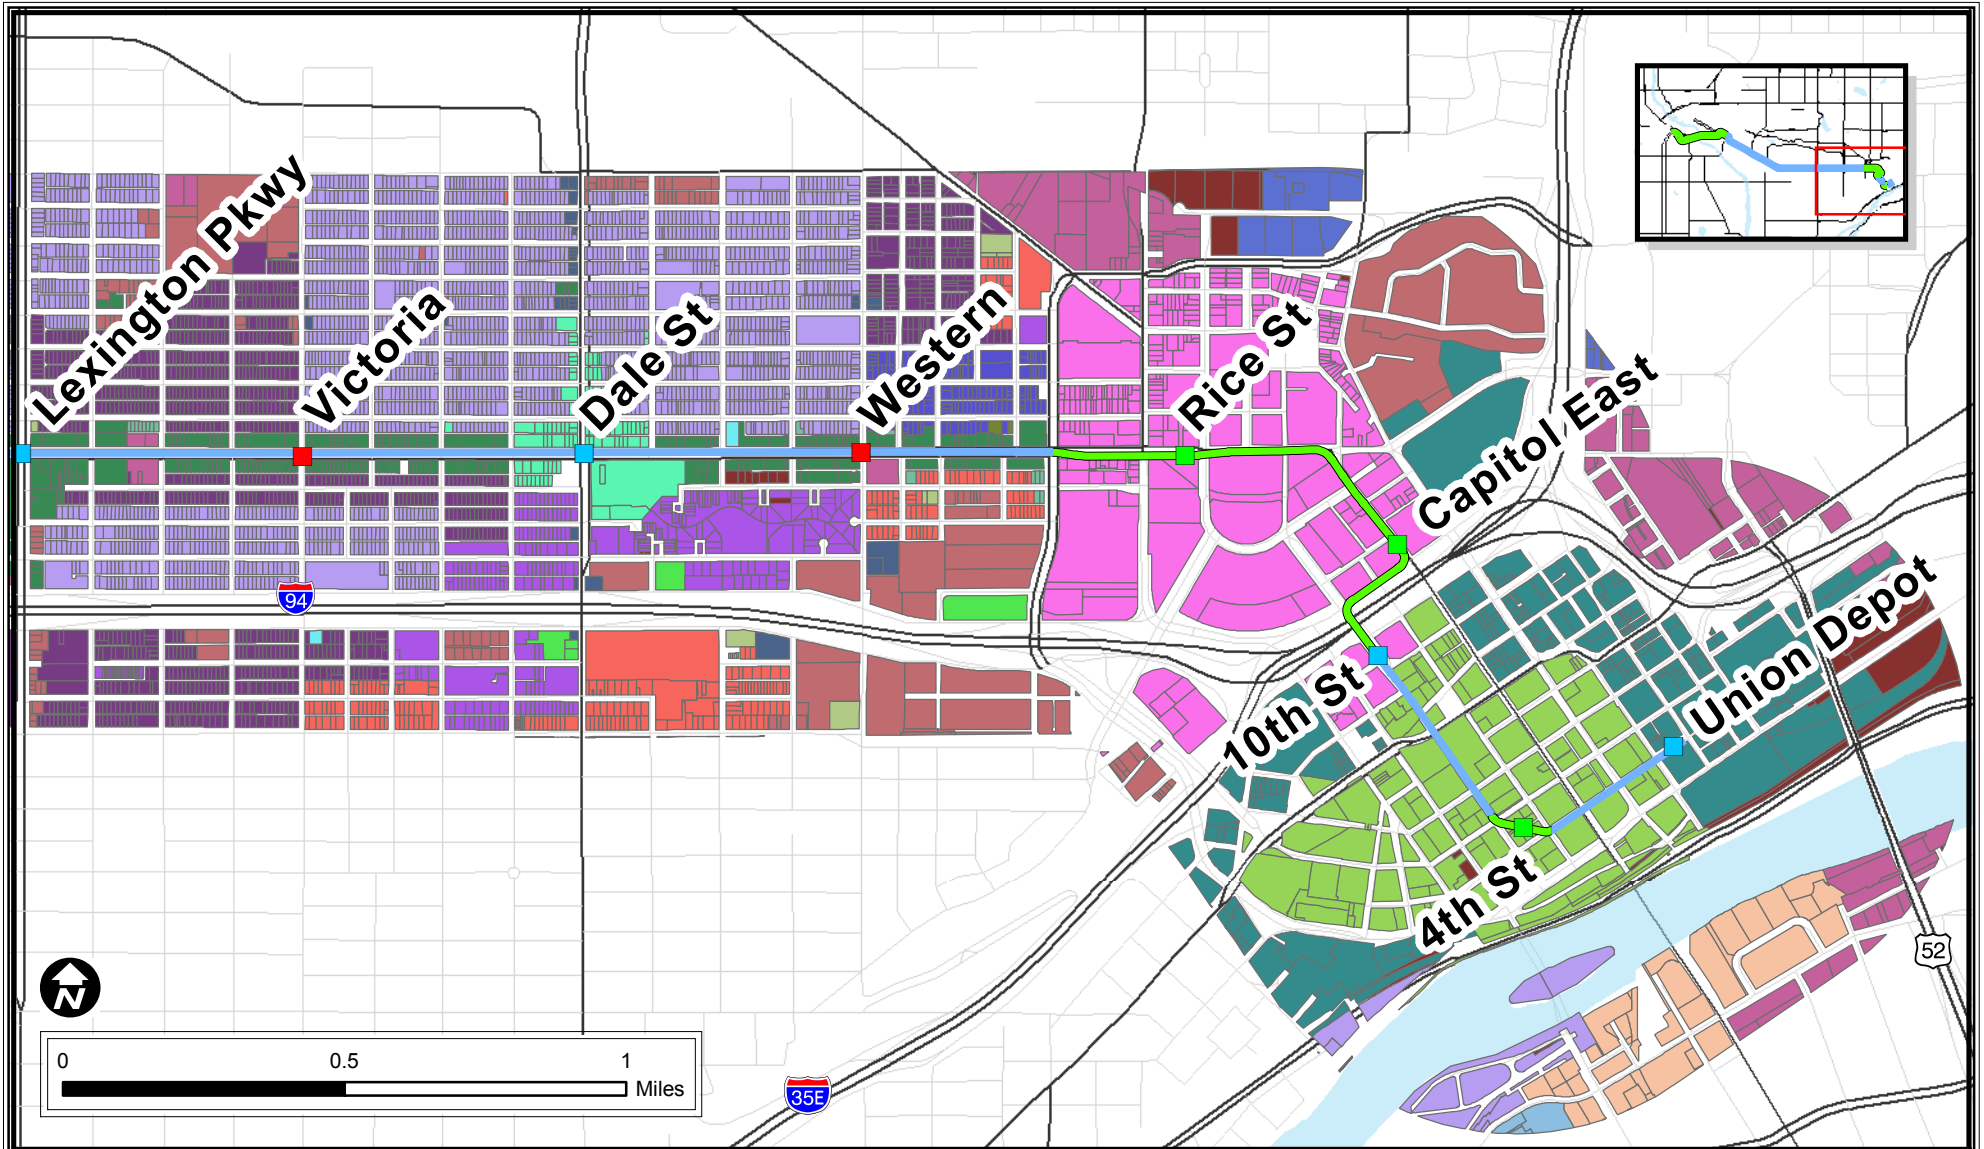 Lexington Pkwy
Victoria
Dale St
Western
Rice St
Capitol East
94
10th St
Union Depot
4th St
52
N
0 0.5 1
Miles
35E